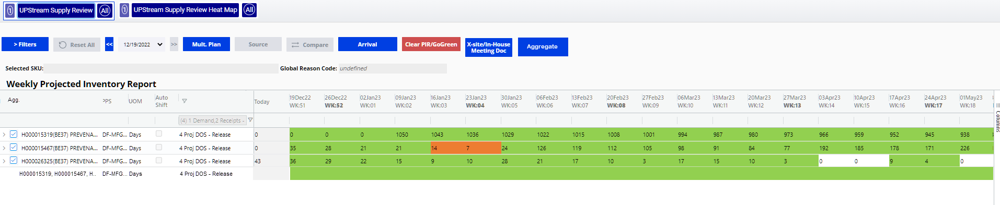 1 UPStream Supply Review All 1 UPStream Supply Review Heat Map All
> Filters Reset All << 12/19/2022 >> Mult. Plan Source Compare Arrival Clear PIR/GoGreen X-site/In-House Meeting Doc Aggregate
Selected SKU: Global Reason Code: undefined
Weekly Projected Inventory Report
Agg. PPS UOM Auto Shift Today 19Dec22 26Dec22 02Jan23 09Jan23 16Jan23 23Jan23 30Jan23 06Feb23 13Feb23 20Feb23 27Feb23 06Mar23 13Mar23 20Mar23 27Mar23 03Apr23 10Apr23 17Apr23 24Apr23 01May23
WK:51 WK:52 WK:01 WK:02 WK:03 WK:04 WK:05 WK:06 WK:07 WK:08 WK:09 WK:10 WK:11 WK:12 WK:13 WK:14 WK:15 WK:16 WK:17 WK:18
Columns
(4) 1 Demand,2 Receipts -
H000015319(BE37) PREVENA... DF-MFG... Days 4 Proj DOS - Release 0 0 0 0 1050 1043 1036 1029 1022 1015 1008 1001 994 987 980 973 966 959 952 945 938
H000015467(BE37) PREVENA... DF-MFG... Days 4 Proj DOS - Release 0 35 28 21 21 14 7 24 126 119 112 105 98 91 84 77 192 185 178 171 226
H000026325(BE37) PREVENA... DF-MFG... Days 4 Proj DOS - Release 43 36 29 22 15 9 10 28 21 17 10 3 17 15 10 3 0 0 9 4 0
H000015319, H000015467, H.. DF-MFG... Days 4 Proj DOS - Release